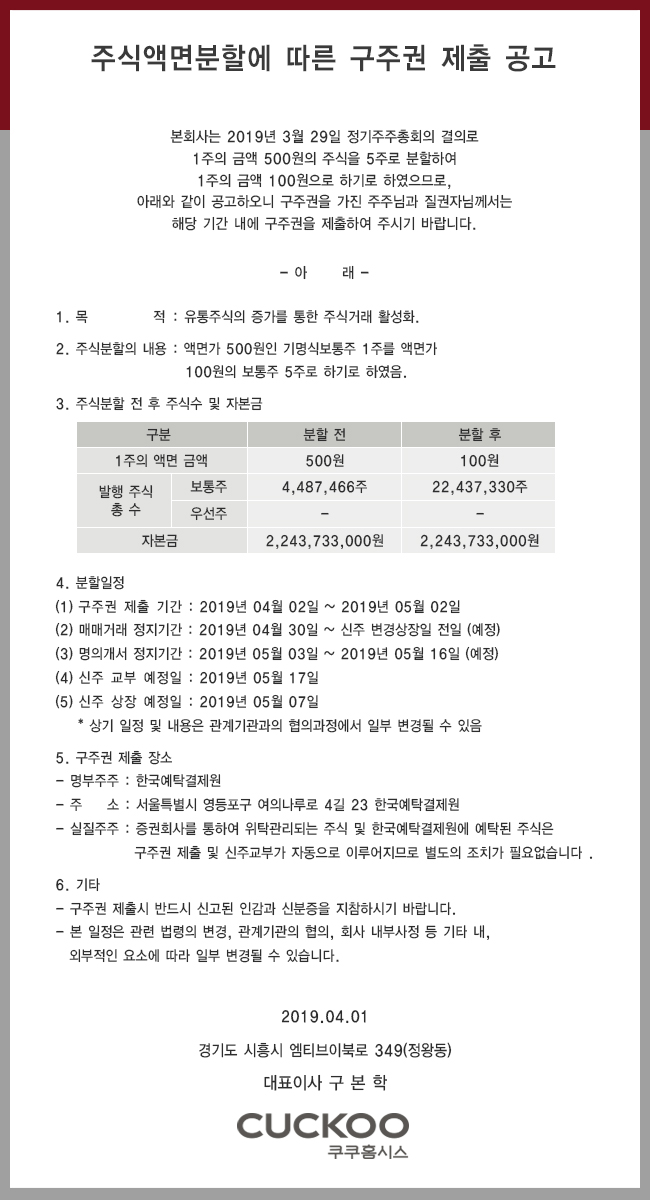 주식액면분할에 따른 구주권 제출 공고
본회사는 2019년 3월 29일 정기주주총회의 결의로
1주의 금액 500원의 주식을 5주로 분할하여
1주의 금액 100원으로 하기로 하였으므로,
아래와 같이 공고하오니 구주권을 가진 주주님과 질권자님께서는
해당 기간 내에 구주권을 제출하여 주시기 바랍니다.
– 아 래 –
1. 목 적 : 유통주식의 증가를 통한 주식거래 활성화.
2. 주식분할의 내용 : 액면가 500원인 기명식보통주 1주를 액면가
100원의 보통주 5주로 하기로 하였음.
3. 주식분할 전 후 주식수 및 자본금
구분 분할 전 분할 후
1주의 액면 금액 500원 100원
발행 주식 총 수 보통주 4,487,466주 22,437,330주
우선주 – –
자본금 2,243,733,000원 2,243,733,000원
4. 분할일정
(1) 구주권 제출 기간 : 2019년 04월 02일 ~ 2019년 05월 02일
(2) 매매거래 정지기간 : 2019년 04월 30일 ~ 신주 변경상장일 전일 (예정)
(3) 명의개서 정지기간 : 2019년 05월 03일 ~ 2019년 05월 16일 (예정)
(4) 신주 교부 예정일 : 2019년 05월 17일
(5) 신주 상장 예정일 : 2019년 05월 07일
* 상기 일정 및 내용은 관계기관과의 협의과정에서 일부 변경될 수 있음
5. 구주권 제출 장소
– 명부주주 : 한국예탁결제원
– 주 소 : 서울특별시 영등포구 여의나루로 4길 23 한국예탁결제원
– 실질주주 : 증권회사를 통하여 위탁관리되는 주식 및 한국예탁결제원에 예탁된 주식은
구주권 제출 및 신주교부가 자동으로 이루어지므로 별도의 조치가 필요없습니다 .
6. 기타
– 구주권 제출시 반드시 신고된 인감과 신분증을 지참하시기 바랍니다.
– 본 일정은 관련 법령의 변경, 관계기관의 협의, 회사 내부사정 등 기타 내,
외부적인 요소에 따라 일부 변경될 수 있습니다.
2019.04.01
경기도 시흥시 엠티브이북로 349(정왕동)
대표이사 구 본 학
CUCKOO
쿠쿠홈시스